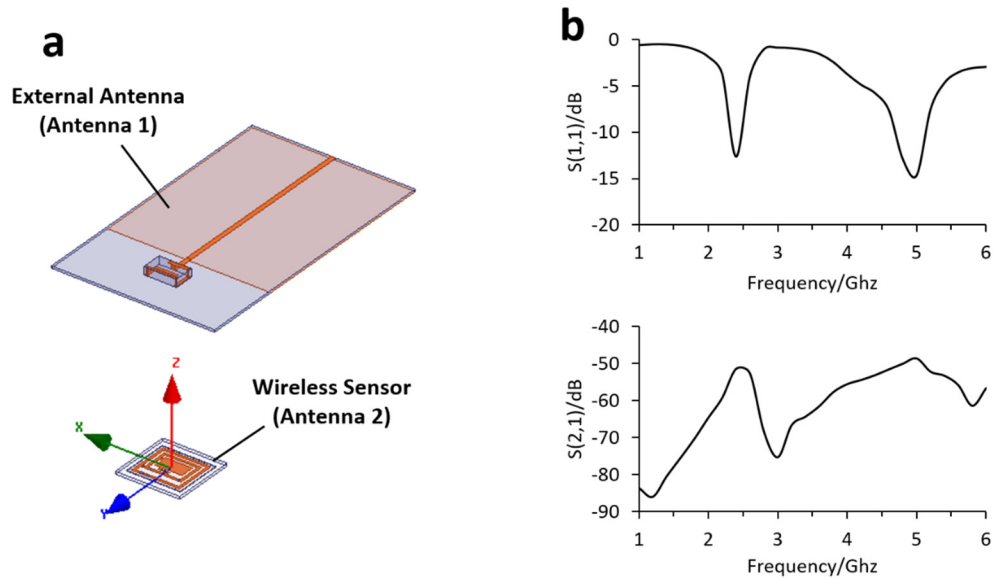 a
External Antenna
(Antenna 1)
Z
X
Y
Wireless Sensor
(Antenna 2)
b
S(1,1)/dB
0
-5
-10
-15
-20
1 2 3 4 5 6
Frequency/Ghz
S(2,1)/dB
-40
-50
-60
-70
-80
-90
1 2 3 4 5 6
Frequency/Ghz